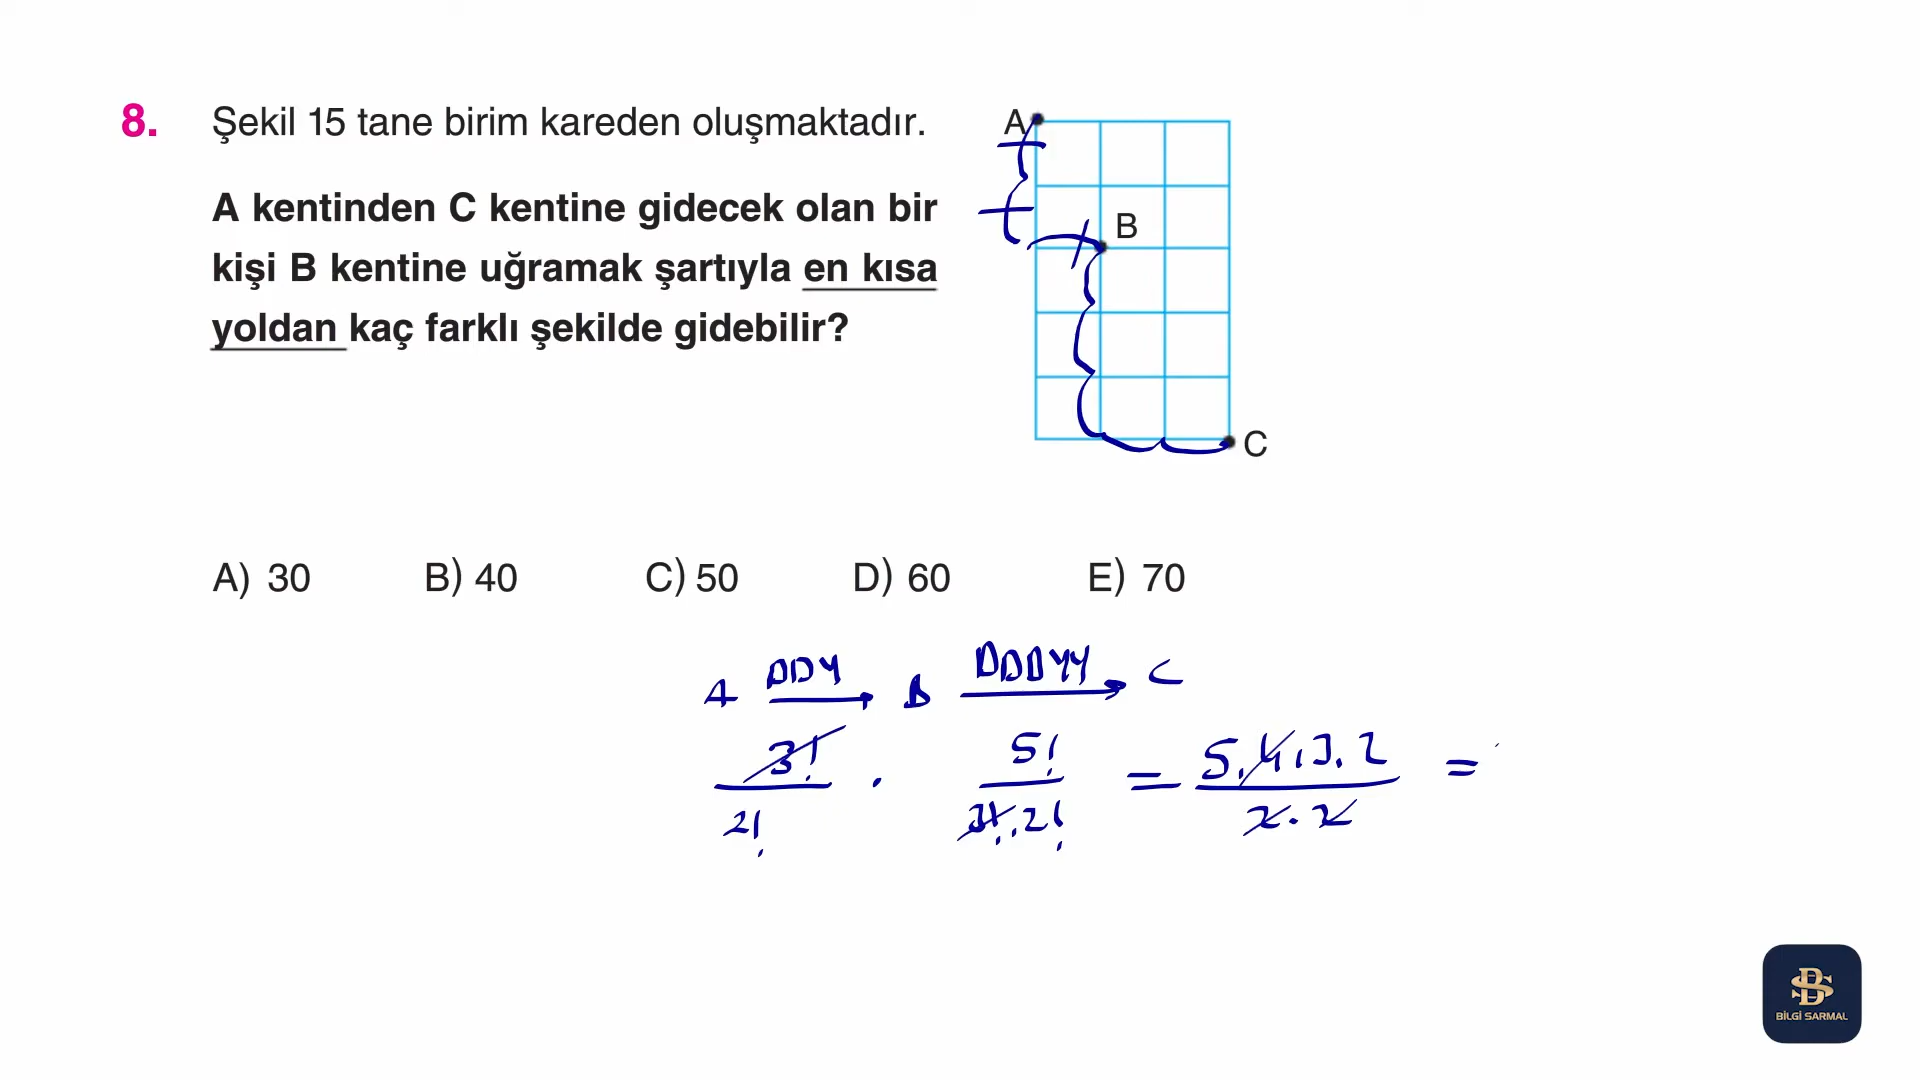 8. Şekil 15 tane birim kareden oluşmaktadır.
A kentinden C kentine gidecek olan bir
kişi B kentine uğramak şartıyla en kısa
yoldan kaç farklı şekilde gidebilir?
A
B
C
A) 30 B) 40 C) 50 D) 60 E) 70
A DDY B DDDYY C
3!/2! . 5!/3!.2! = 5.4.3.2/2.2 =
BİLGİ SARMAL